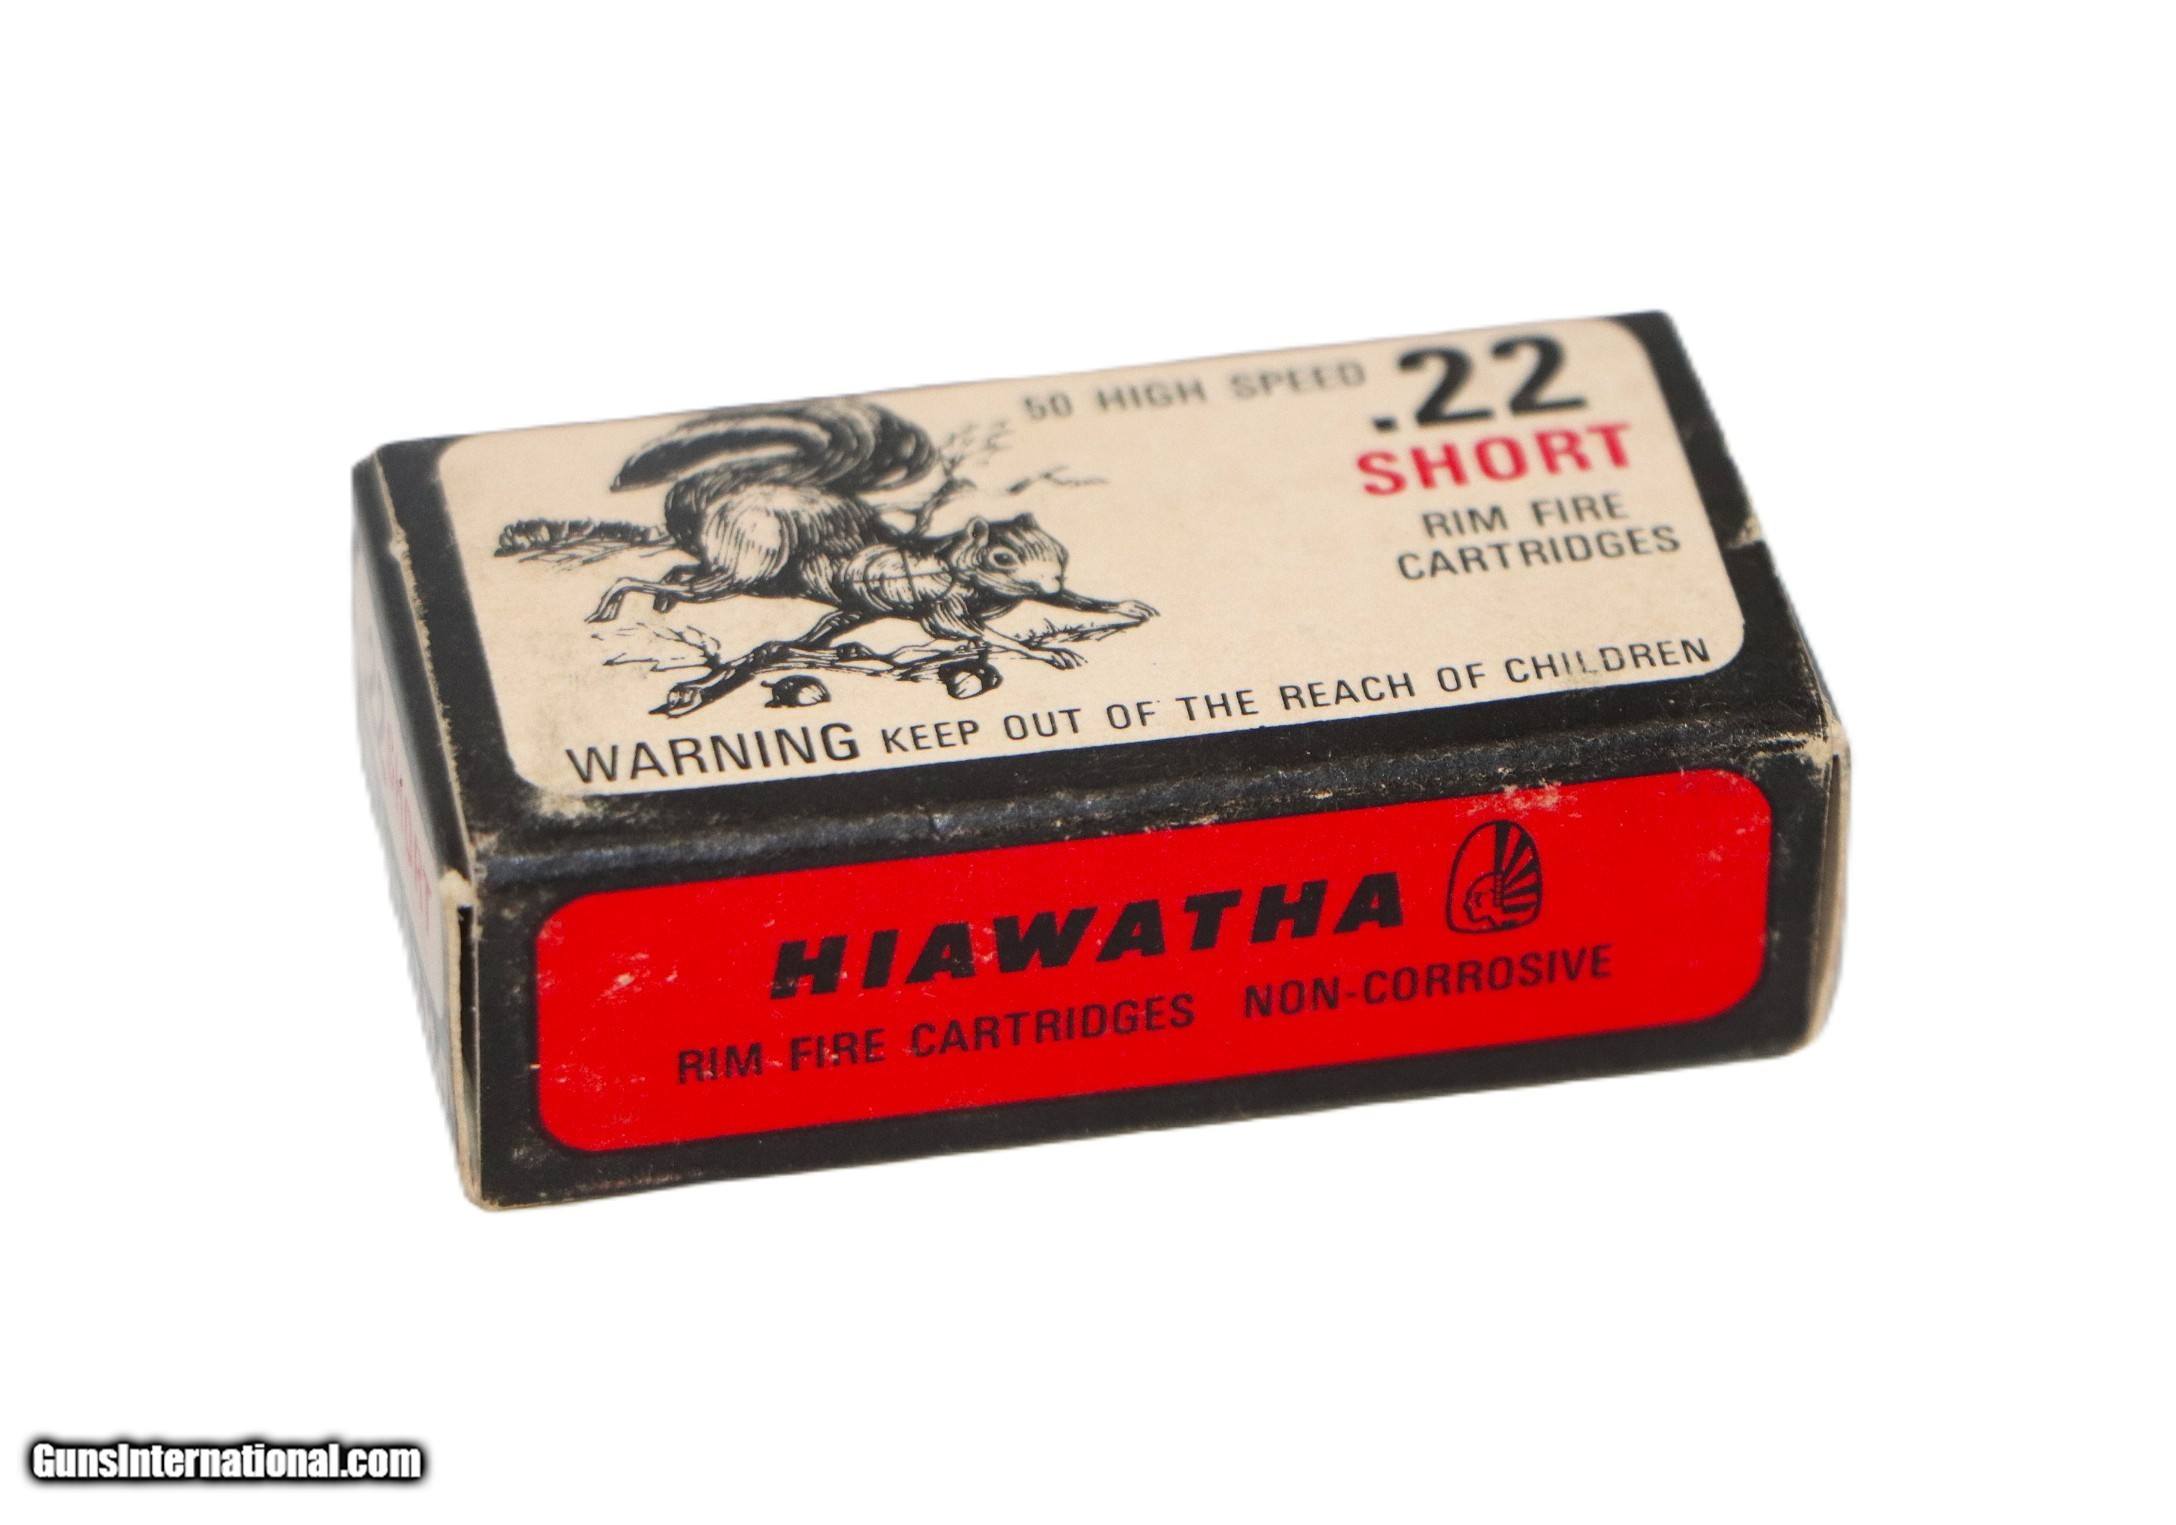 50 HIGH SPEED .22
SHORT
RIM FIRE
CARTRIDGES
WARNING KEEP OUT OF THE REACH OF CHILDREN
HIAWATHA
RIM FIRE CARTRIDGES NON-CORROSIVE
SHORT
GunsInternational.com